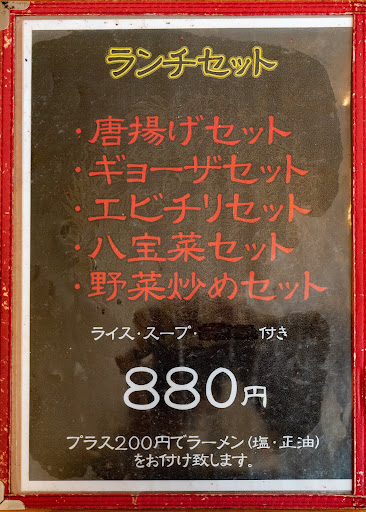 ランチセット
・唐揚げセット
・ギョーザセット
・エビチリセット
・八宝菜セット
・野菜炒めセット
ライス・スープ・ 付き
880円
プラス200円でラーメン(塩・正油)
をお付け致します。